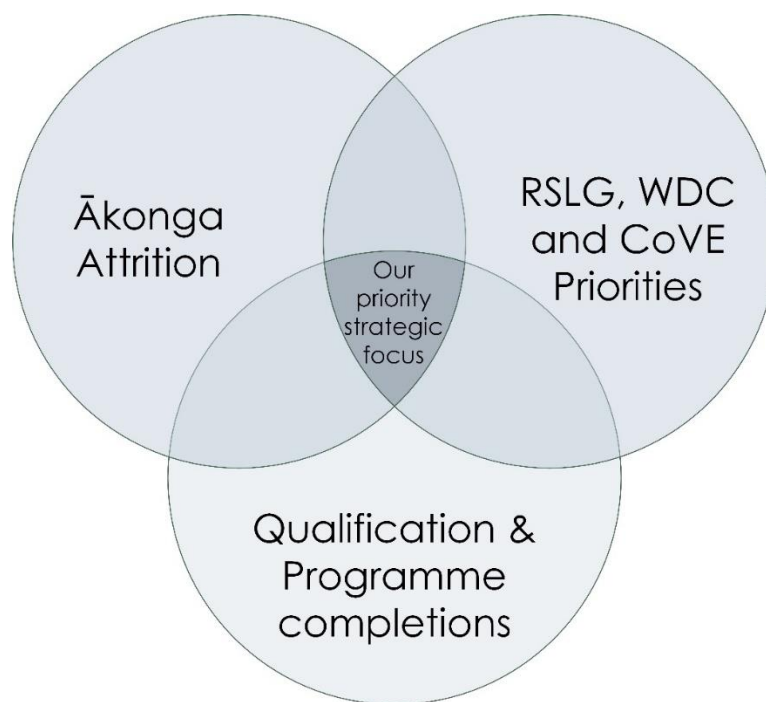 Ākonga
Attrition
RSLG, WDC
and CoVE
Priorities
Our
priority
strategic
focus
Qualification &
Programme
completions